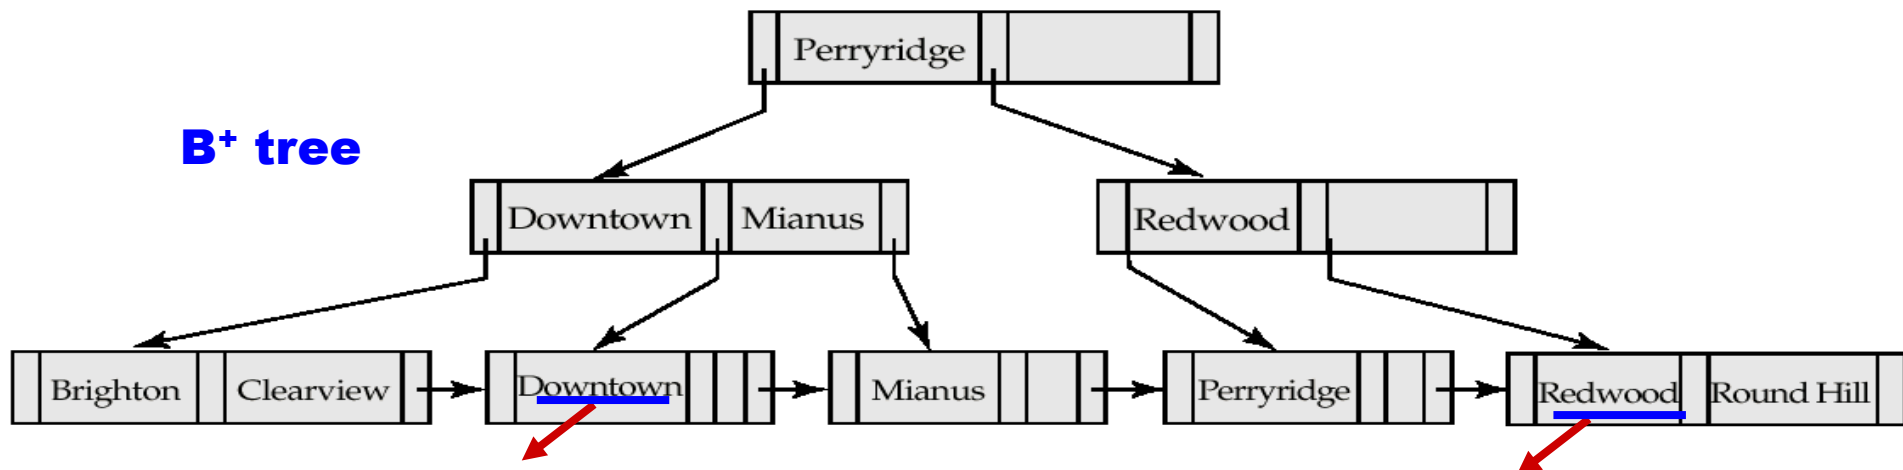 Perryridge
B+ tree
Downtown Mianus Redwood
Brighton Clearview Downtown Mianus Perryridge Redwood Round Hill